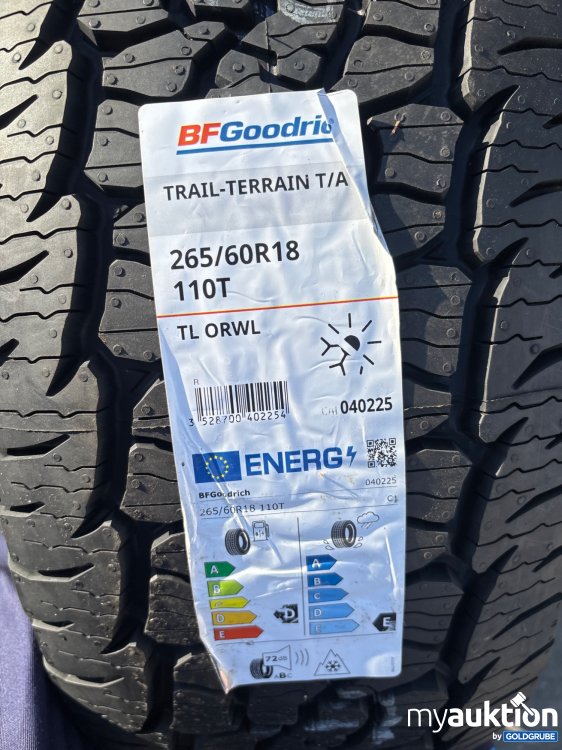 BFGoodric
TRAIL-TERRAIN T/A
265/60R18
110T
TL ORWL
R
3 528700 402254
CAI 040225
ENERG
040225
BFGoodrich
265/60R18 110T
C1
A
B
C
D
E
D
A
B
C
D
E
E
72dB
ABC
myauktion
by GOLDGRUBE